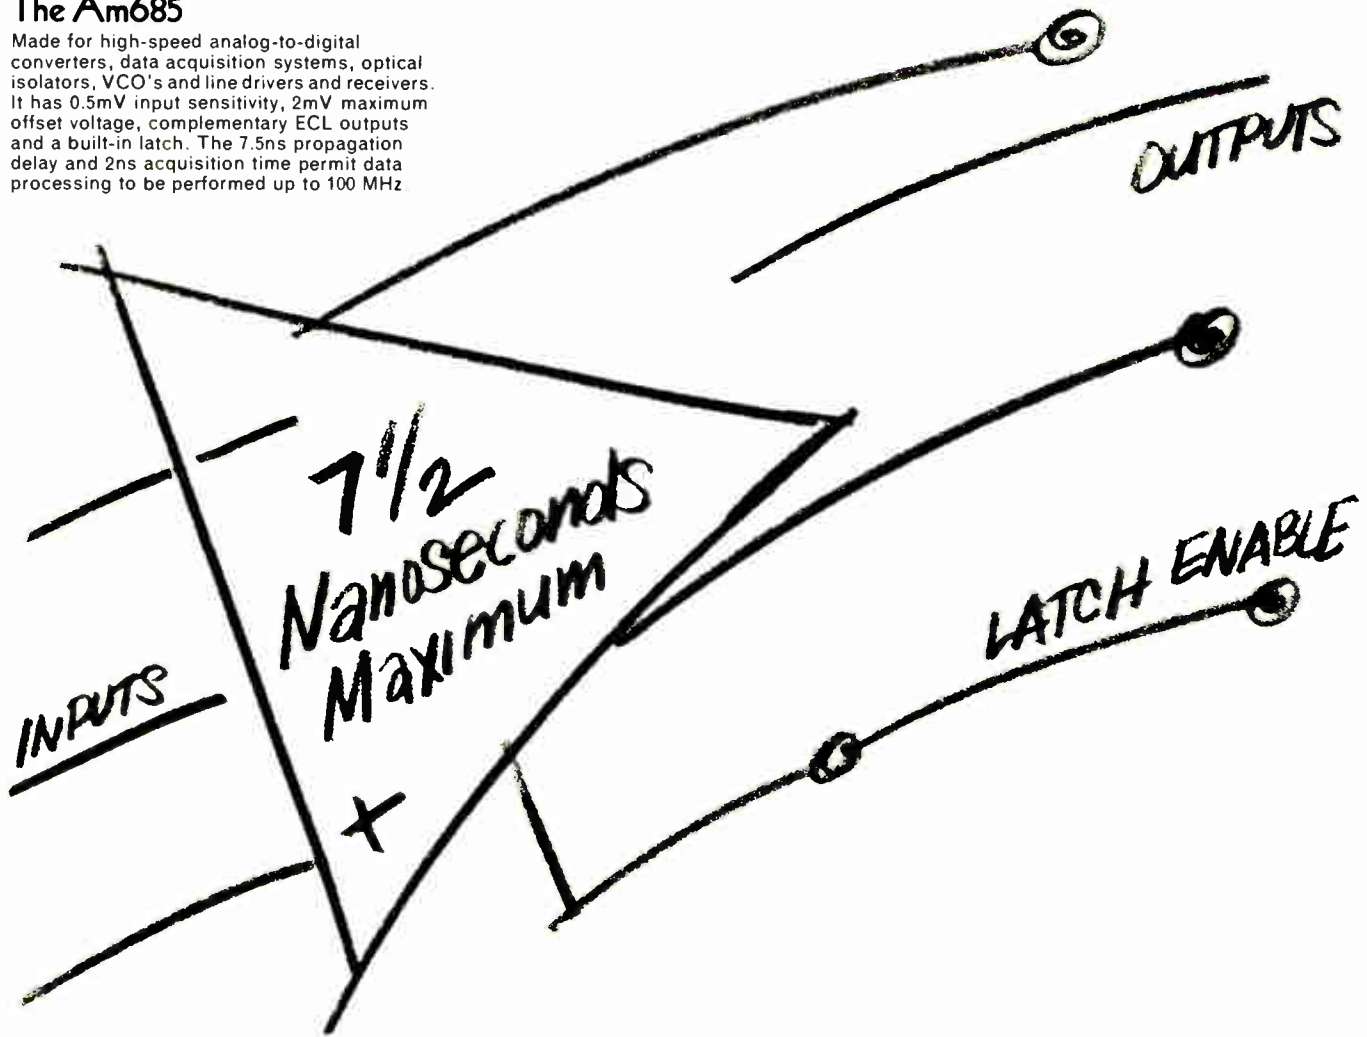 The Am685
Made for high-speed analog-to-digital
converters, data acquisition systems, optical
isolators, VCO's and line drivers and receivers.
It has 0.5mV input sensitivity, 2mV maximum
offset voltage, complementary ECL outputs
and a built-in latch. The 7.5ns propagation
delay and 2ns acquisition time permit data
processing to be performed up to 100 MHz
OUTPUTS
7 1/2
Nanoseconds
Maximum
LATCH ENABLE
INPUTS
+